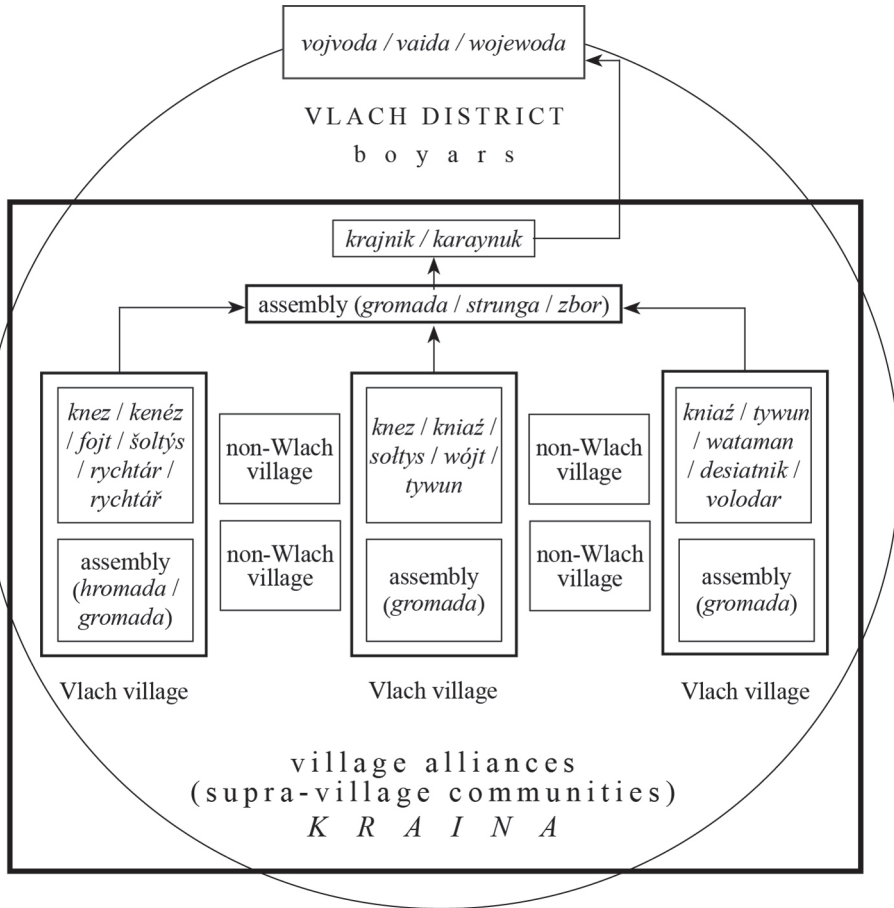 vojvoda / vaida / wojewoda
VLACH DISTRICT
boyars
krajnik / karaynuk
assembly (gromada / strunga / zbor)
knez / kenéz
/ fojt / šoltýs
/ rychtár /
rychtář
assembly
(hromada /
gromada)
Vlach village
non-Wlach
village
non-Wlach
village
knez / kniaź /
sołtys / wójt /
tywun
assembly
(gromada)
Vlach village
non-Wlach
village
non-Wlach
village
kniaź / tywun
/ wataman
/ desiatnik /
volodar
assembly
(gromada)
Vlach village
village alliances
(supra-village communities)
KRAINA